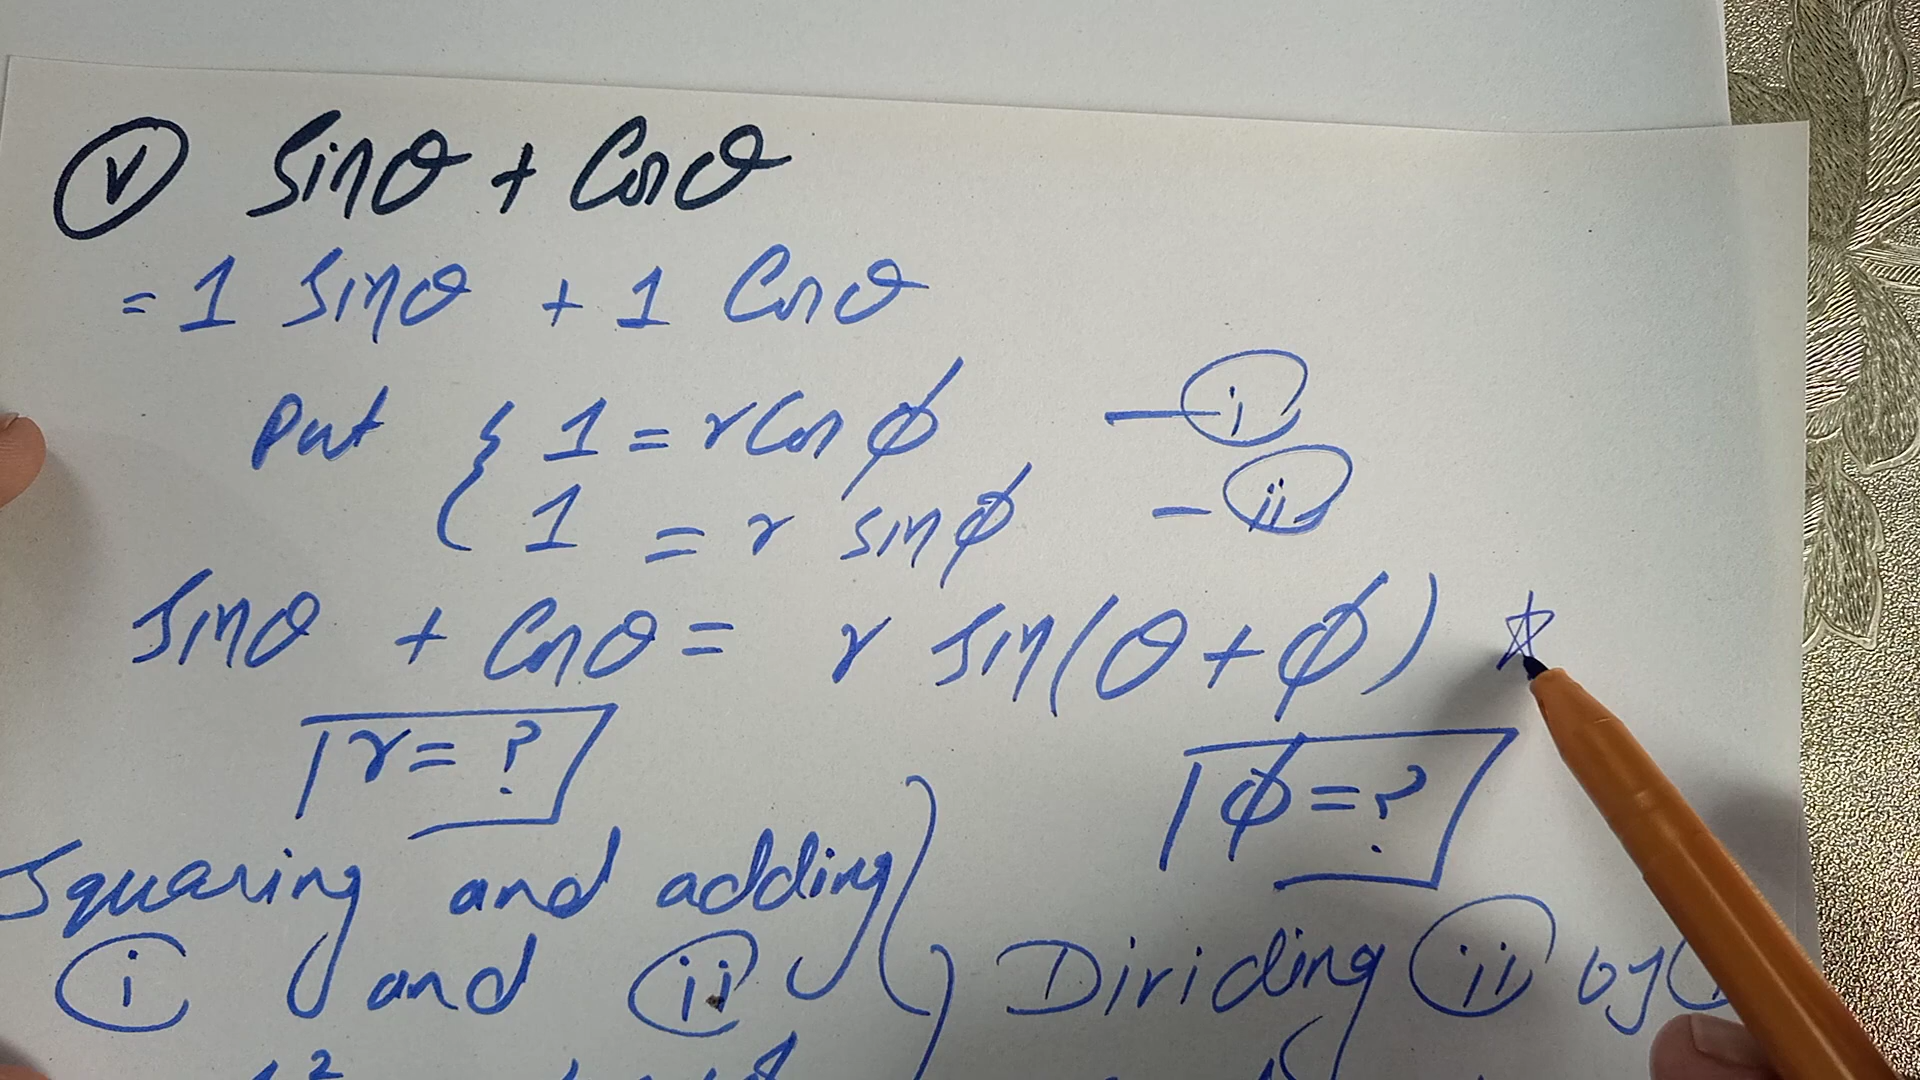 (v) Sinθ + Cosθ
= 1 Sinθ + 1 Cosθ
Put { 1 = r Cos ϕ — (i)
1 = r sinϕ — (ii)
Sinθ + Cosθ = r Sin(θ + ϕ) ☆
r = ? ϕ = ?
Squaring and adding
(i) and (ii) Dividing (ii) by